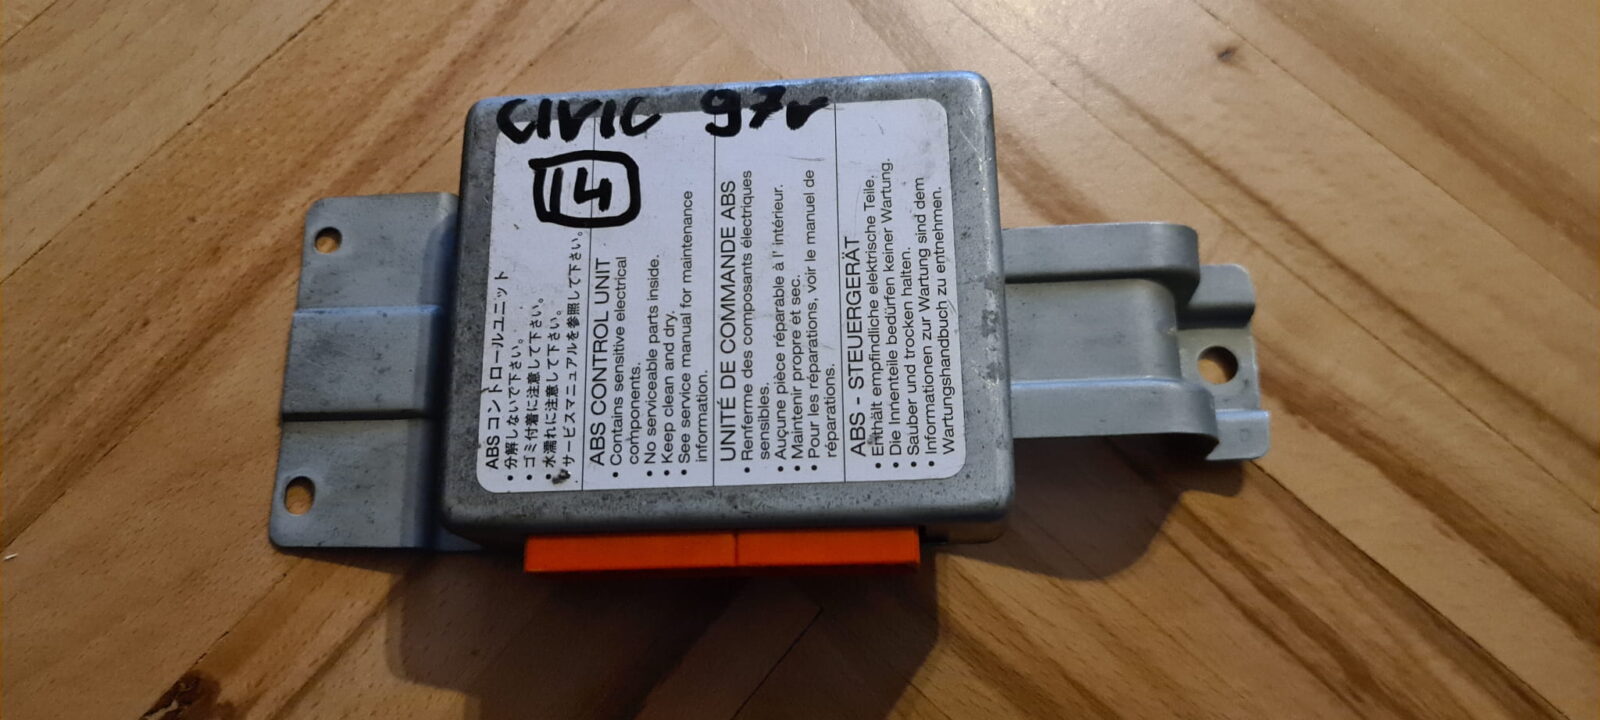 CIVIC 97r
14
ABSコントロールユニット
• 分解しないで下さい。
• ゴミ付着に注意して下さい。
• 水濡れに注意して下さい。
• サービスマニュアルを参照して下さい。
ABS CONTROL UNIT
• Contains sensitive electrical
components.
• No serviceable parts inside.
• Keep clean and dry.
• See service manual for maintenance
information.
UNITÉ DE COMMANDE ABS
• Renferme des composants électriques
sensibles.
• Aucune pièce réparable à l' intérieur.
• Maintenir propre et sec.
• Pour les réparations, voir le manuel de
réparations.
ABS - STEUERGERÄT
• Enthält empfindliche elektrische Teile.
• Die Innenteile bedürfen keiner Wartung.
• Sauber und trocken halten.
• Informationen zur Wartung sind dem
Wartungshandbuch zu entnehmen.